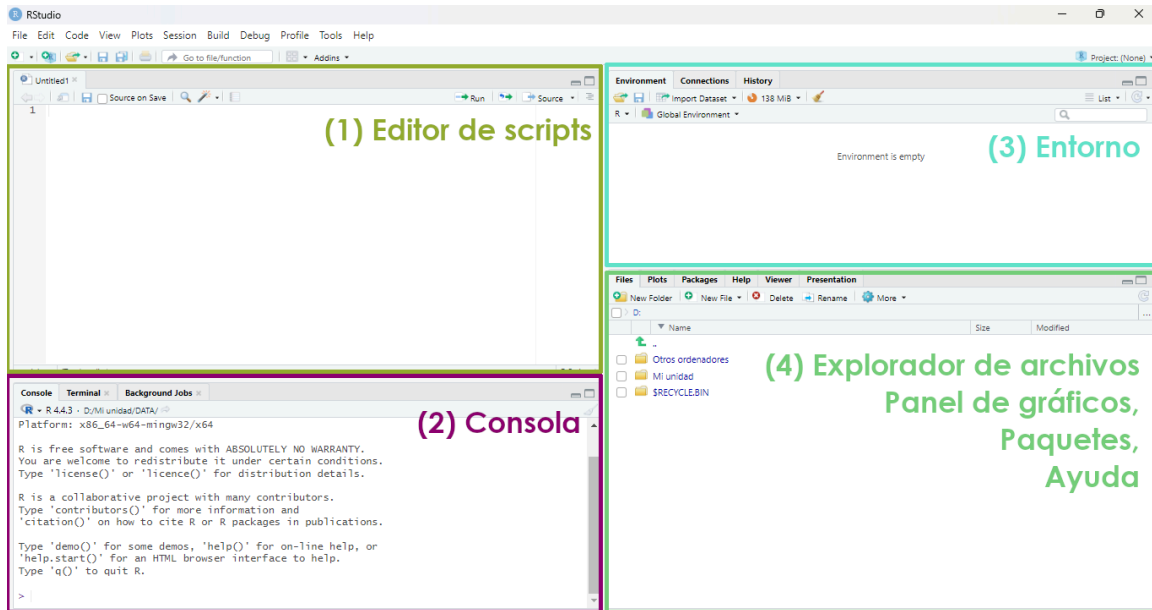 RStudio
File Edit Code View Plots Session Build Debug Profile Tools Help
Go to file/function Addins Project: (None)
Untitled1
Source on Save Run Source
1
(1) Editor de scripts
Console Terminal Background Jobs
R 4.4.3 · D:/Mi unidad/DATA/
(2) Consola
Platform: x86_64-w64-mingw32/x64
R is free software and comes with ABSOLUTELY NO WARRANTY.
You are welcome to redistribute it under certain conditions.
Type 'license()' or 'licence()' for distribution details.
R is a collaborative project with many contributors.
Type 'contributors()' for more information and
'citation()' on how to cite R or R packages in publications.
Type 'demo()' for some demos, 'help()' for on-line help, or
'help.start()' for an HTML browser interface to help.
Type 'q()' to quit R.
>
Environment Connections History
Import Dataset 138 MiB List
R Global Environment
Environment is empty
(3) Entorno
Files Plots Packages Help Viewer Presentation
New Folder New File Delete Rename More
D:
Name Size Modified
..
Otros ordenadores
Mi unidad
$RECYCLE.BIN
(4) Explorador de archivos
Panel de gráficos,
Paquetes,
Ayuda